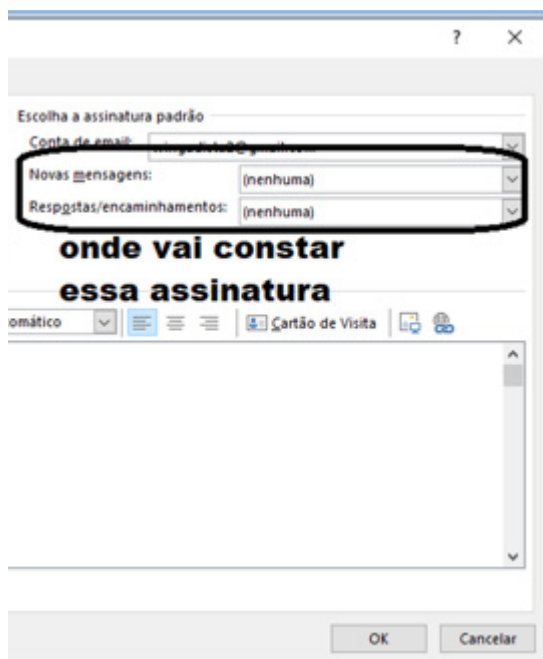 ?
Escolha a assinatura padrão
Conta de email:
Novas mensagens: (nenhuma)
Respostas/encaminhamentos: (nenhuma)
onde vai constar
essa assinatura
omático Cartão de Visita
OK Cancelar